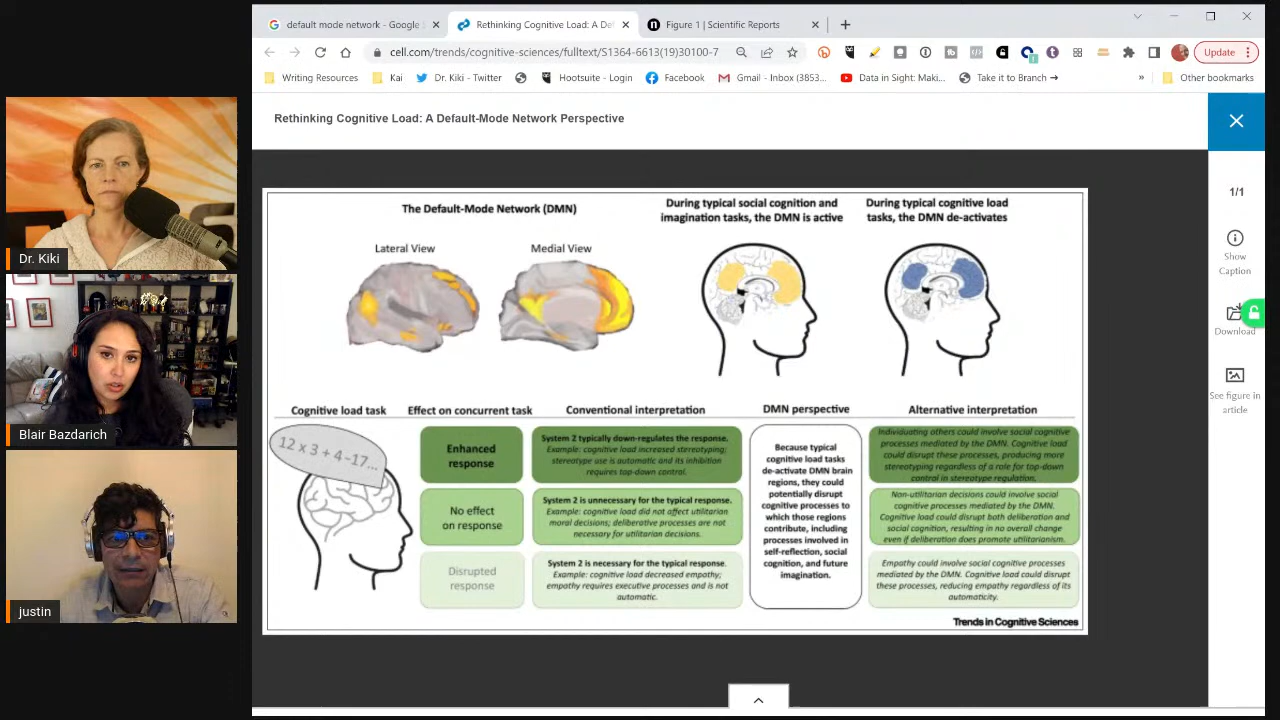 default mode network - Google
Rethinking Cognitive Load: A De
Figure 1 | Scientific Reports
cell.com/trends/cognitive-sciences/fulltext/S1364-6613(19)30100-7
Update
Writing Resources
Kai
Dr. Kiki - Twitter
Hootsuite - Login
Facebook
Gmail - Inbox (3853...
Data in Sight: Maki...
Take it to Branch →
»
Other bookmarks
Rethinking Cognitive Load: A Default-Mode Network Perspective
1/1
Show
Caption
Download
See figure in
article
The Default-Mode Network (DMN)
Lateral View
Medial View
During typical social cognition and
imagination tasks, the DMN is active
During typical cognitive load
tasks, the DMN de-activates
Cognitive load task
Effect on concurrent task
Conventional interpretation
DMN perspective
Alternative interpretation
12 x 3 + 4–17...
Enhanced
response
System 2 typically down-regulates the response.
Example: cognitive load increased stereotyping;
stereotype use is automatic and its inhibition
requires top-down control.
No effect
on response
System 2 is unnecessary for the typical response.
Example: cognitive load did not affect utilitarian
moral decisions; deliberative processes are not
necessary for utilitarian decisions.
Disrupted
response
System 2 is necessary for the typical response.
Example: cognitive load decreased empathy;
empathy requires executive processes and is not
automatic.
Because typical
cognitive load tasks
de-activate DMN brain
regions, they could
potentially disrupt
cognitive processes to
which those regions
contribute, including
processes involved in
self-reflection, social
cognition, and future
imagination.
Individuating others could involve social cognitive
processes mediated by the DMN. Cognitive load
could disrupt these processes, producing more
stereotyping regardless of a role for top-down
control in stereotype regulation.
Non-utilitarian decisions could involve social
cognitive processes mediated by the DMN.
Cognitive load could disrupt both deliberation and
social cognition, resulting in no overall change
even if deliberation does promote utilitarianism.
Empathy could involve social cognitive processes
mediated by the DMN. Cognitive load could disrupt
these processes, reducing empathy regardless of its
automaticity.
Trends in Cognitive Sciences
Dr. Kiki
Blair Bazdarich
justin